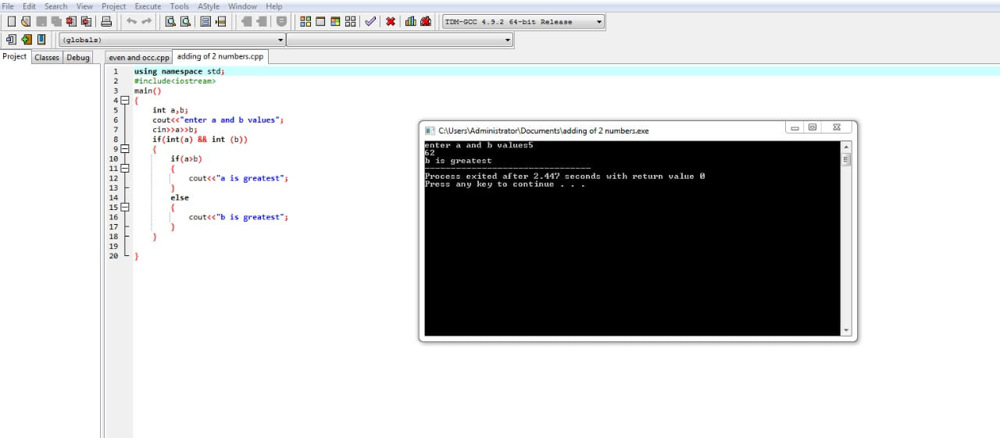 File Edit Search View Project Execute Tools AStyle Window Help
TDM-GCC 4.9.2 64-bit Release
(globals)
Project Classes Debug
even and occ.cpp adding of 2 numbers.cpp
1 using namespace std;
2 #include<iostream>
3 main()
4 {
5 int a,b;
6 cout<<"enter a and b values";
7 cin>>a>>b;
8 if(int(a) && int (b))
9 {
10 if(a>b)
11 {
12 cout<<"a is greatest";
13 }
14 else
15 {
16 cout<<"b is greatest";
17 }
18 }
19
20 }
C:\Users\Administrator\Documents\adding of 2 numbers.exe
enter a and b values5
62
b is greatest
--------------------------------
Process exited after 2.447 seconds with return value 0
Press any key to continue . . .